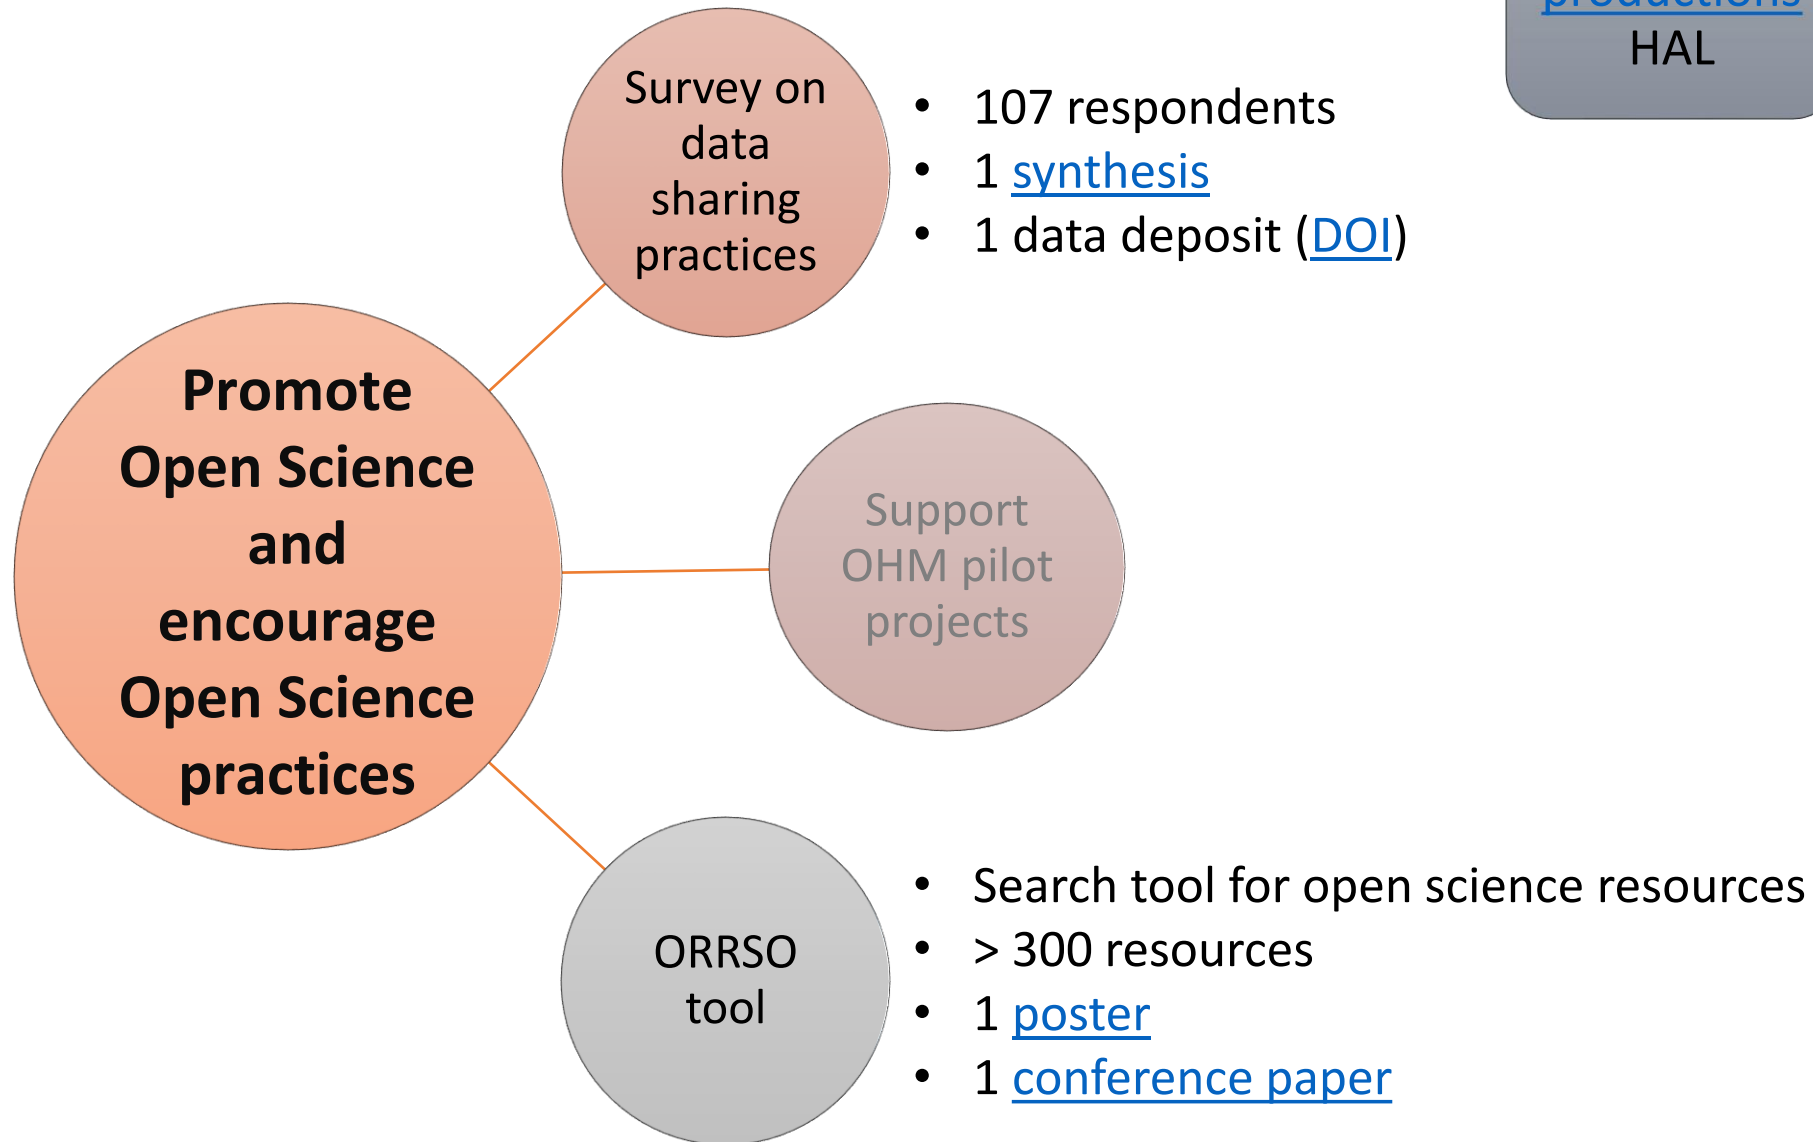 productions
HAL
Survey on
data
sharing
practices
• 107 respondents
• 1 synthesis
• 1 data deposit (DOI)
Promote
Open Science
and
encourage
Open Science
practices
Support
OHM pilot
projects
ORRSO
tool
• Search tool for open science resources
• > 300 resources
• 1 poster
• 1 conference paper